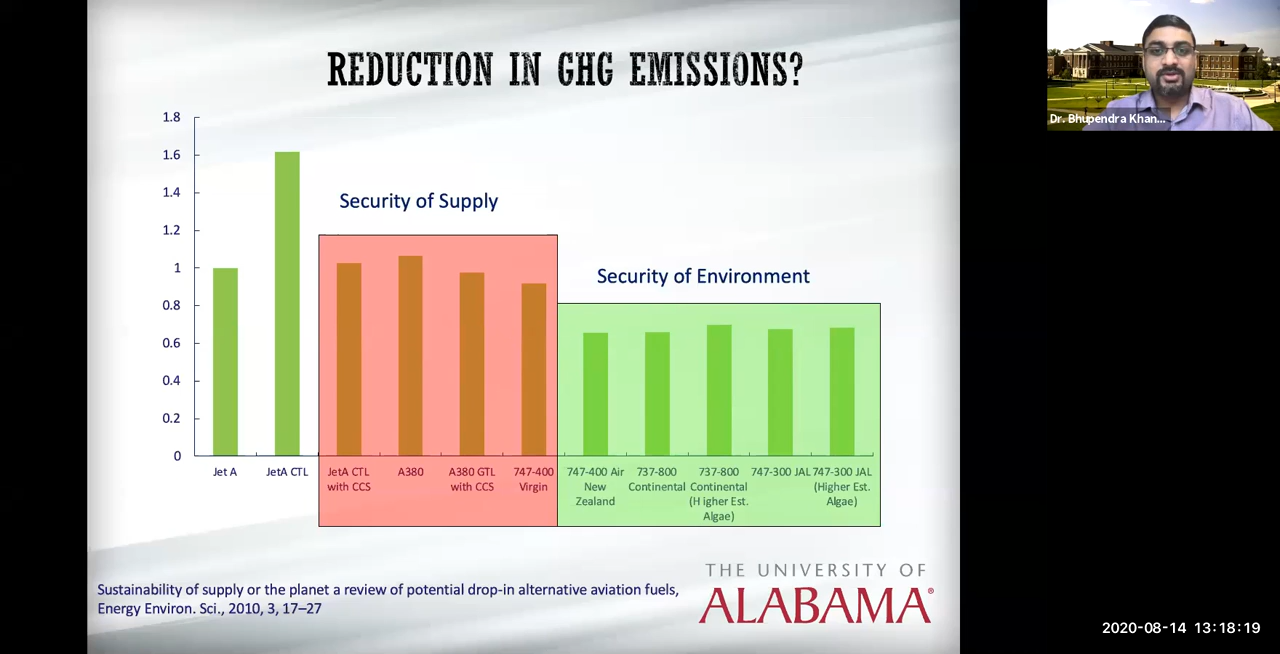 REDUCTION IN GHG EMISSIONS?
Dr. Bhupendra Khan...
1.8
1.6
1.4
1.2
1
0.8
0.6
0.4
0.2
0
Security of Supply
Security of Environment
Jet A
JetA CTL
JetA CTL
with CCS
A380
A380 GTL
with CCS
747-400
Virgin
747-400 Air
New
Zealand
737-800
Continental
737-800
Continental
(H igher Est.
Algae)
747-300 JAL
747-300 JAL
(Higher Est.
Algae)
Sustainability of supply or the planet a review of potential drop-in alternative aviation fuels,
Energy Environ. Sci., 2010, 3, 17–27
THE UNIVERSITY OF
ALABAMA®
2020-08-14 13:18:19